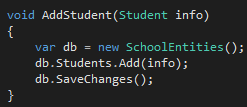 void AddStudent(Student info)
{
    var db = new SchoolEntities();
    db.Students.Add(info);
    db.SaveChanges();
}